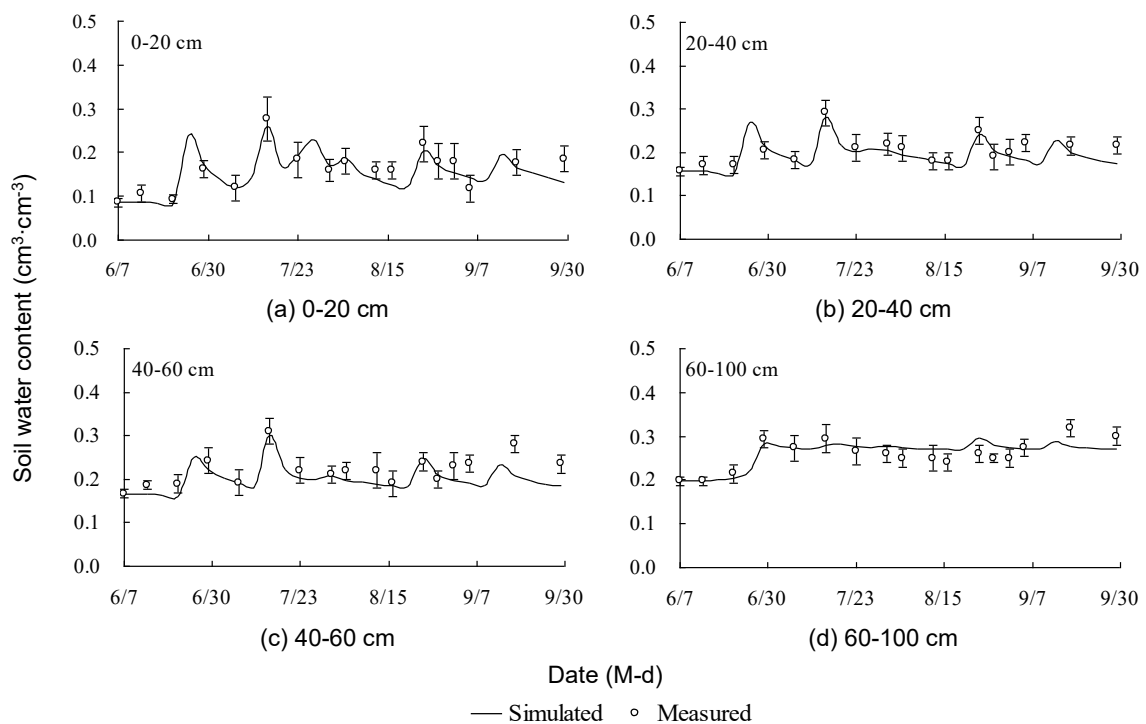 Soil water content (cm³·cm⁻³)
0.5
0.4
0.3
0.2
0.1
0.0
0-20 cm
6/7 6/30 7/23 8/15 9/7 9/30
(a) 0-20 cm
0.5
0.4
0.3
0.2
0.1
0.0
20-40 cm
6/7 6/30 7/23 8/15 9/7 9/30
(b) 20-40 cm
0.5
0.4
0.3
0.2
0.1
0.0
40-60 cm
6/7 6/30 7/23 8/15 9/7 9/30
(c) 40-60 cm
0.5
0.4
0.3
0.2
0.1
0.0
60-100 cm
6/7 6/30 7/23 8/15 9/7 9/30
(d) 60-100 cm
Date (M-d)
Simulated Measured